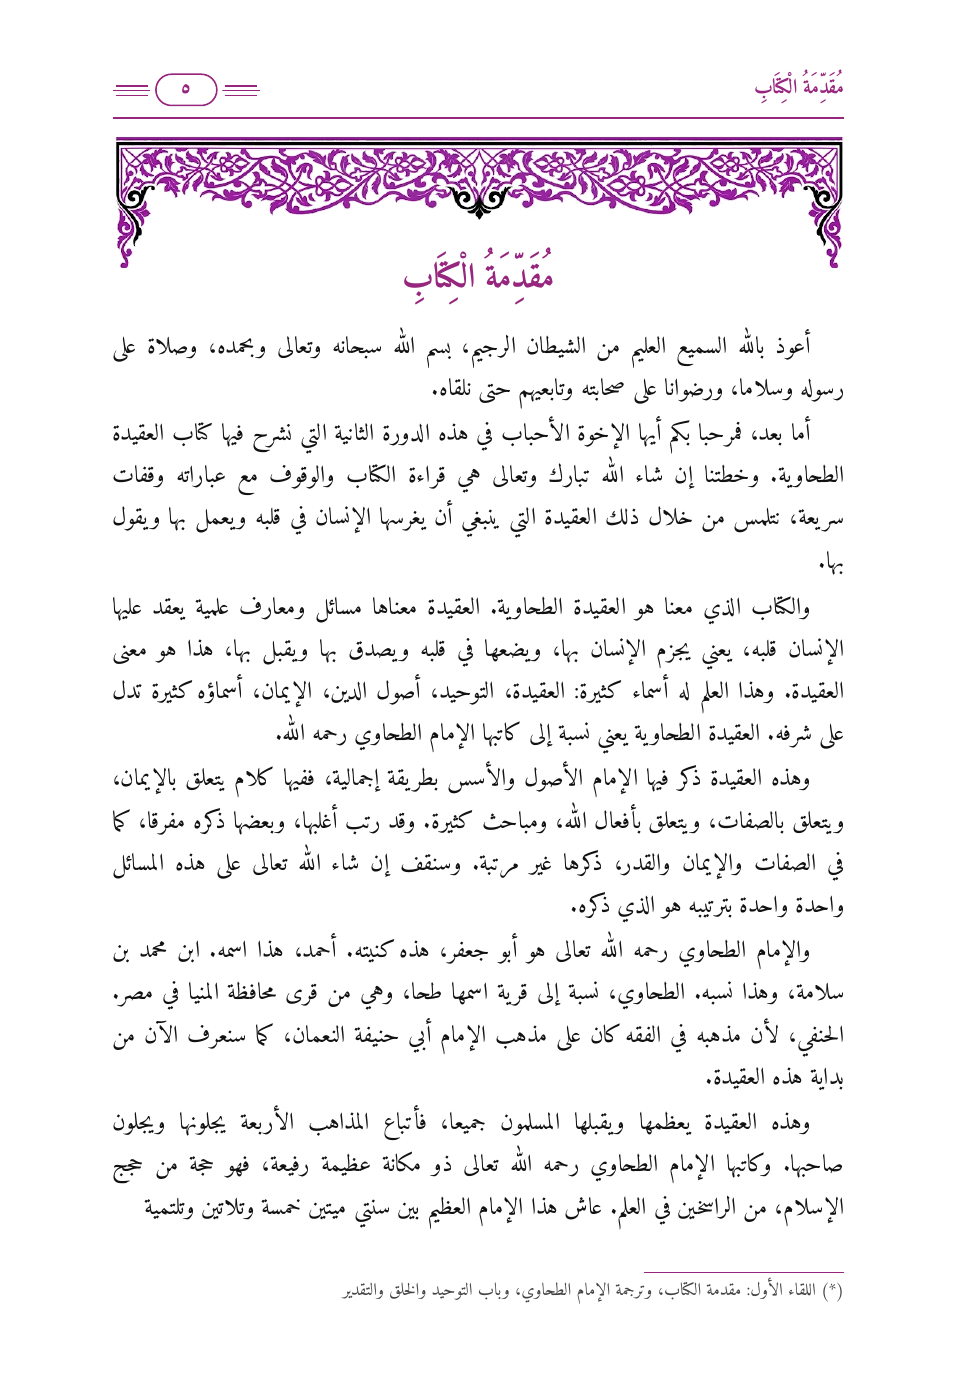 مُقَدِّمَةُ الْكِتَابِ
٥
مُقَدِّمَةُ الْكِتَابِ
أعوذ بالله السميع العليم من الشيطان الرجيم، بسم الله سبحانه وتعالى وبحمده، وصلاة على
رسوله وسلاما، ورضوانا على صحابته وتابعيهم حتى نلقاه.
أما بعد، فمرحبا بكم أيها الإخوة الأحباب في هذه الدورة الثانية التي نشرح فيها كتاب العقيدة
الطحاوية. وخطتنا إن شاء الله تبارك وتعالى هي قراءة الكتاب والوقوف مع عباراته وقفات
سريعة، نتلمس من خلال ذلك العقيدة التي ينبغي أن يغرسها الإنسان في قلبه ويعمل بها ويقول
بها.
والكتاب الذي معنا هو العقيدة الطحاوية. العقيدة معناها مسائل ومعارف علمية يعقد عليها
الإنسان قلبه، يعني يجزم الإنسان بها، ويضعها في قلبه ويصدق بها ويقبل بها، هذا هو معنى
العقيدة. وهذا العلم له أسماء كثيرة: العقيدة، التوحيد، أصول الدين، الإيمان، أسماؤه كثيرة تدل
على شرفه. العقيدة الطحاوية يعني نسبة إلى كاتبها الإمام الطحاوي رحمه الله.
وهذه العقيدة ذكر فيها الإمام الأصول والأسس بطريقة إجمالية، ففيها كلام يتعلق بالإيمان،
ويتعلق بالصفات، ويتعلق بأفعال الله، ومباحث كثيرة. وقد رتب أغلبها، وبعضها ذكره مفرقا، كما
في الصفات والإيمان والقدر، ذكرها غير مرتبة. وسنقف إن شاء الله تعالى على هذه المسائل
واحدة واحدة بترتيبه هو الذي ذكره.
والإمام الطحاوي رحمه الله تعالى هو أبو جعفر، هذه كنيته. أحمد، هذا اسمه. ابن محمد بن
سلامة، وهذا نسبه. الطحاوي، نسبة إلى قرية اسمها طحا، وهي من قرى محافظة المنيا في مصر.
الحنفي، لأن مذهبه في الفقه كان على مذهب الإمام أبي حنيفة النعمان، كما سنعرف الآن من
بداية هذه العقيدة.
وهذه العقيدة يعظمها ويقبلها المسلمون جميعا، فأتباع المذاهب الأربعة يجلونها ويجلون
صاحبها. وكاتبها الإمام الطحاوي رحمه الله تعالى ذو مكانة عظيمة رفيعة، فهو حجة من حجج
الإسلام، من الراسخين في العلم. عاش هذا الإمام العظيم بين سنتي ميتين خمسة وتلاتين وتلتمية
(*) اللقاء الأول: مقدمة الكتاب، وترجمة الإمام الطحاوي، وباب التوحيد والخلق والتقدير